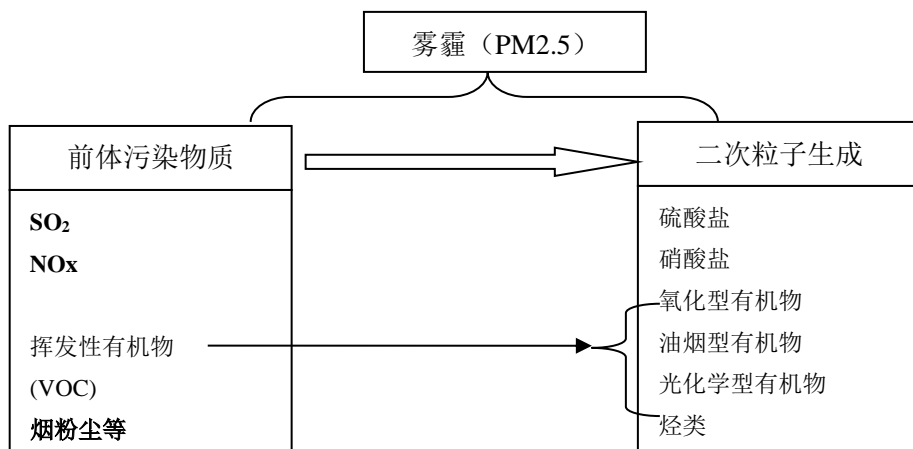 雾霾（PM2.5）
前体污染物质
SO₂
NOx
挥发性有机物
(VOC)
烟粉尘等
二次粒子生成
硫酸盐
硝酸盐
氧化型有机物
油烟型有机物
光化学型有机物
烃类